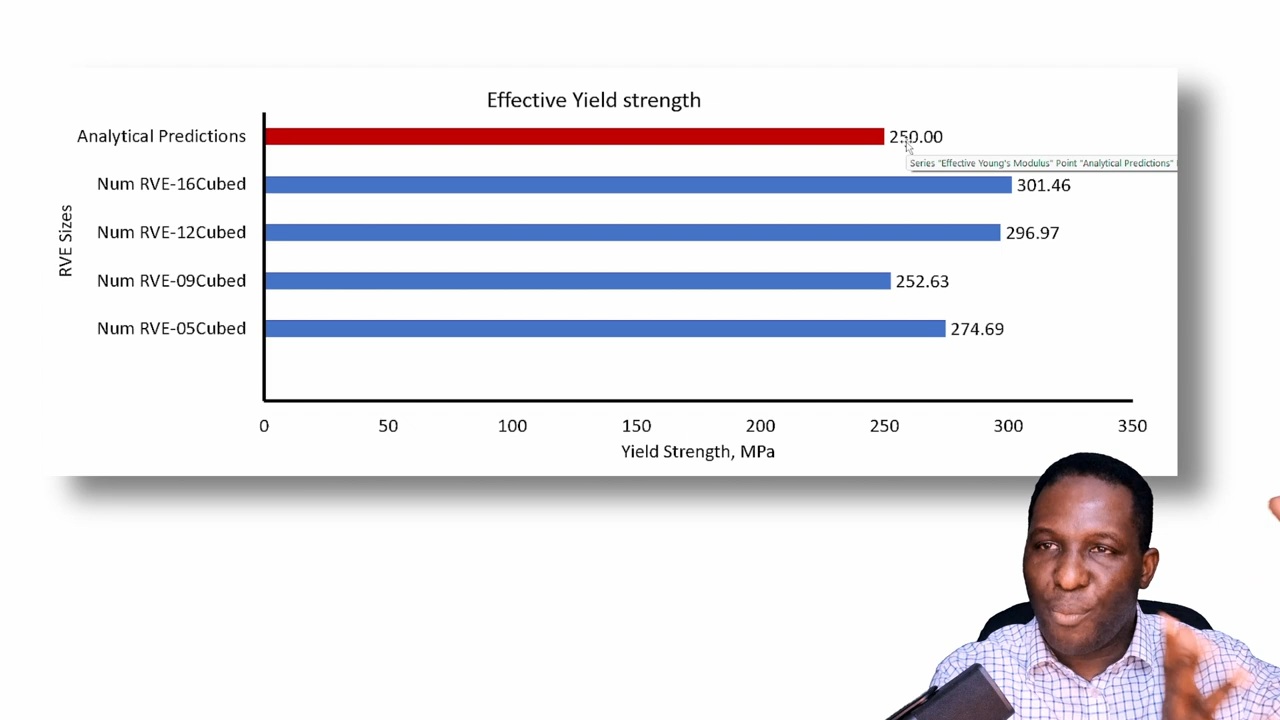 Effective Yield strength
Analytical Predictions
250.00
Series "Effective Young's Modulus" Point "Analytical Predictions"
Num RVE-16Cubed
301.46
Num RVE-12Cubed
296.97
Num RVE-09Cubed
252.63
Num RVE-05Cubed
274.69
RVE Sizes
0
50
100
150
200
250
300
350
Yield Strength, MPa